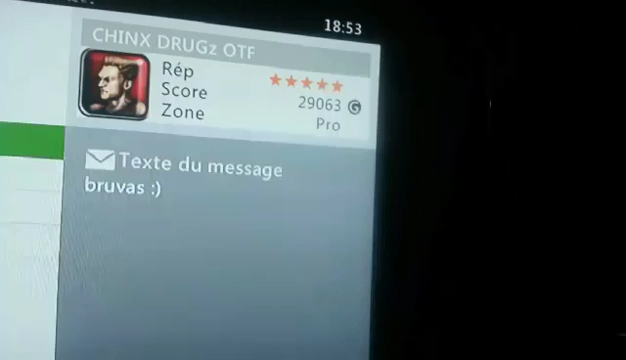 18:53
CHINX DRUGz OTF
Rép
Score 29063 G
Zone Pro
Texte du message
bruvas :)